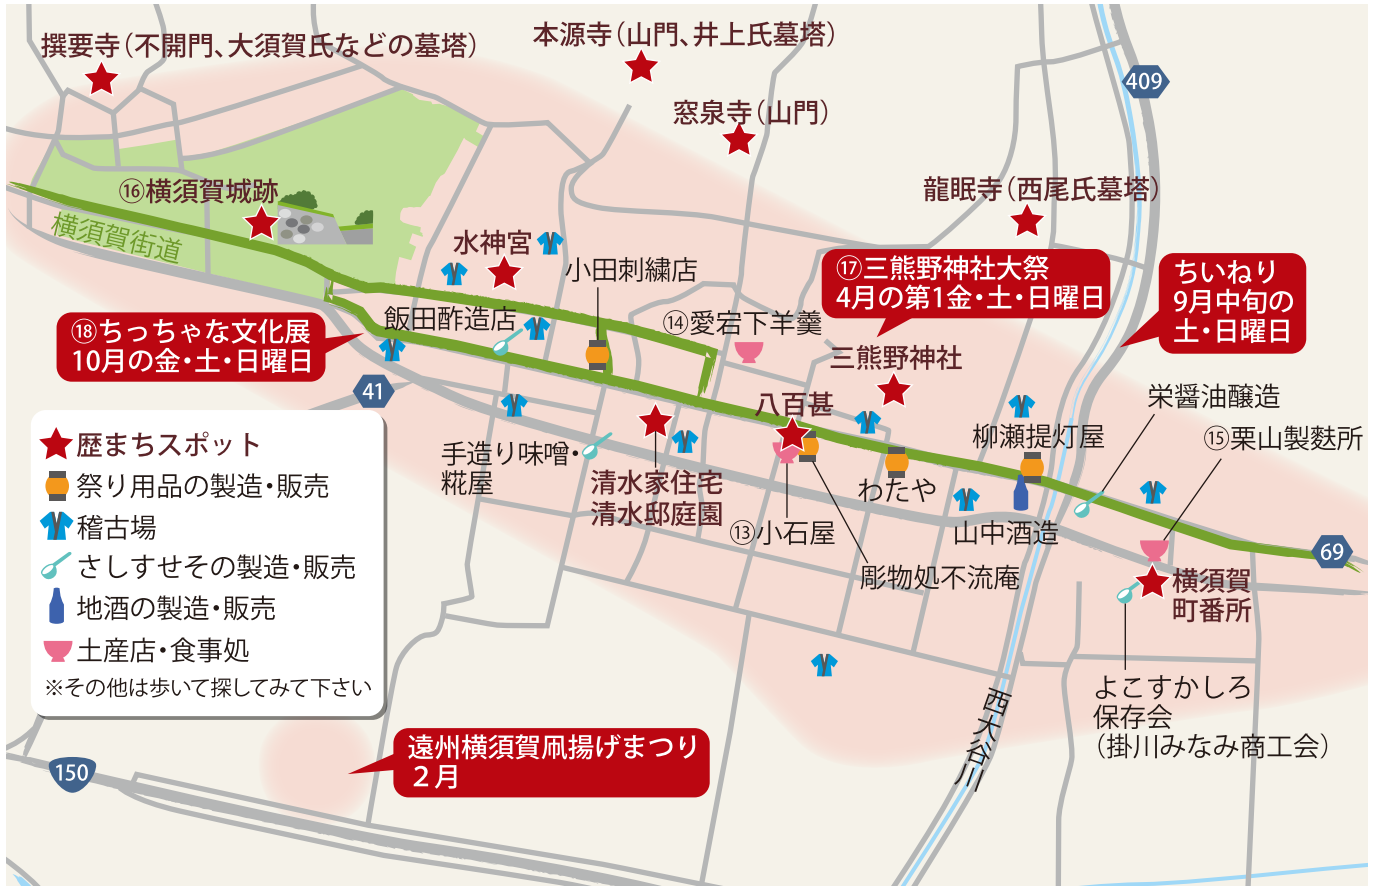 撰要寺（不開門、大須賀氏などの墓塔）
本源寺（山門、井上氏墓塔）
409
窓泉寺（山門）
⑯横須賀城跡
龍眠寺（西尾氏墓塔）
横須賀街道
水神宮
小田刺繍店
⑰三熊野神社大祭
4月の第1金・土・日曜日
ちいねり
9月中旬の
土・日曜日
⑱ちっちゃな文化展
10月の金・土・日曜日
飯田酢造店
⑭愛宕下羊羹
三熊野神社
41
八百甚
栄醤油醸造
柳瀬提灯屋
⑮栗山製麩所
歴まちスポット
祭り用品の製造・販売
稽古場
さしすせその製造・販売
地酒の製造・販売
土産店・食事処
※その他は歩いて探してみて下さい
手造り味噌・
糀屋
清水家住宅
清水邸庭園
わたや
⑬小石屋
山中酒造
69
彫物処不流庵
横須賀
町番所
よこすかしろ
保存会
（掛川みなみ商工会）
西大谷川
遠州横須賀凧揚げまつり
２月
150